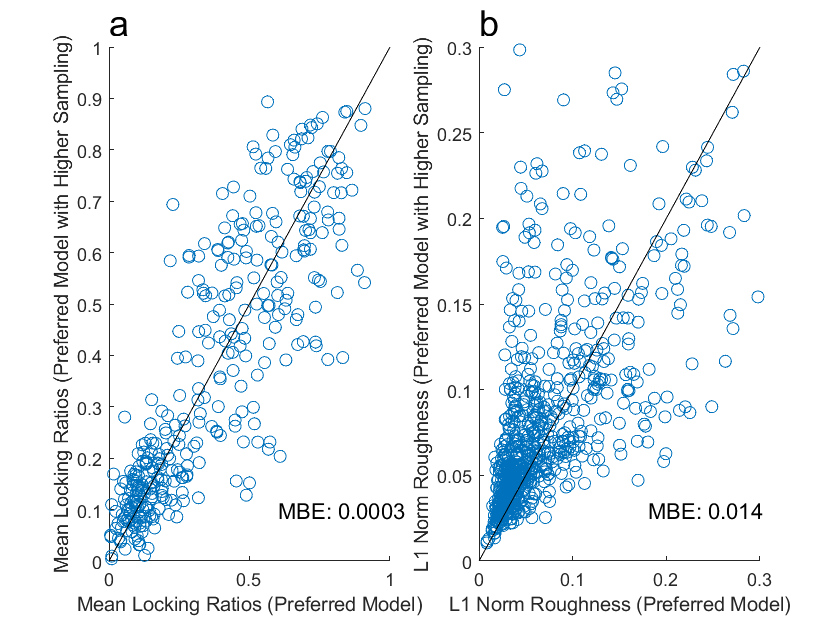 a
Mean Locking Ratios (Preferred Model with Higher Sampling)
1
0.9
0.8
0.7
0.6
0.5
0.4
0.3
0.2
0.1
0
0 0.5 1
Mean Locking Ratios (Preferred Model)
MBE: 0.0003
b
L1 Norm Roughness (Preferred Model with Higher Sampling)
0.3
0.25
0.2
0.15
0.1
0.05
0
0 0.1 0.2 0.3
L1 Norm Roughness (Preferred Model)
MBE: 0.014